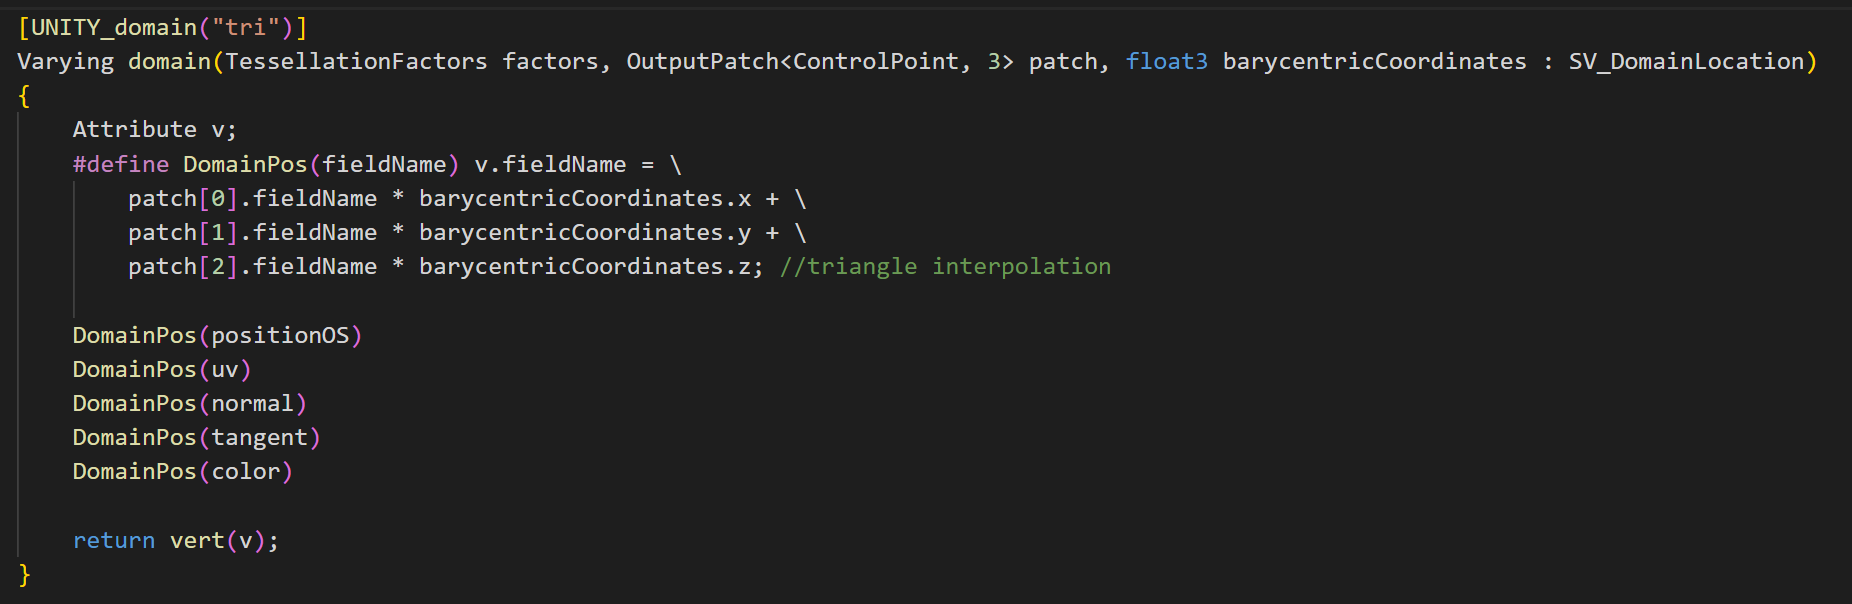 [UNITY_domain("tri")]
Varying domain(TessellationFactors factors, OutputPatch<ControlPoint, 3> patch, float3 barycentricCoordinates : SV_DomainLocation)
{
    Attribute v;
    #define DomainPos(fieldName) v.fieldName = \
        patch[0].fieldName * barycentricCoordinates.x + \
        patch[1].fieldName * barycentricCoordinates.y + \
        patch[2].fieldName * barycentricCoordinates.z; //triangle interpolation
    DomainPos(positionOS)
    DomainPos(uv)
    DomainPos(normal)
    DomainPos(tangent)
    DomainPos(color)
    return vert(v);
}